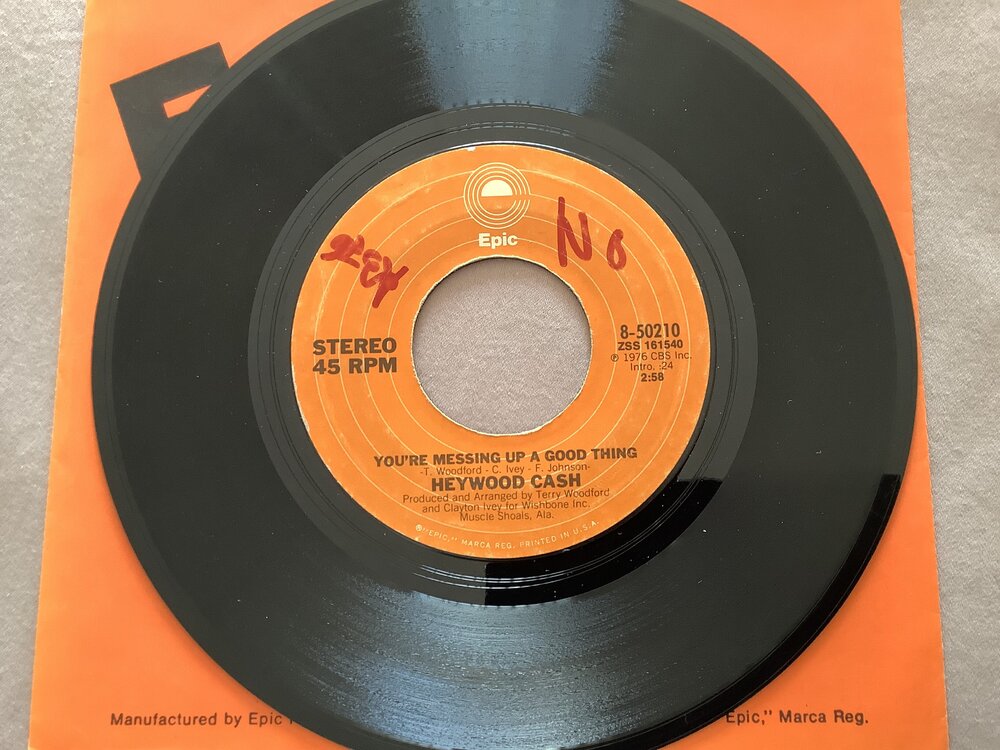 Epic
N 8
STEREO
45 RPM
8-50210
ZSS 161540
℗ 1976 CBS Inc.
Intro. :24
2:58
YOU'RE MESSING UP A GOOD THING
-T. Woodford - C. Ivey - F. Johnson-
HEYWOOD CASH
Produced and Arranged by Terry Woodford
and Clayton Ivey for Wishbone Inc.
Muscle Shoals, Ala.
®"EPIC," MARCA REG. PRINTED IN U.S.A.
Manufactured by Epic
Epic," Marca Reg.